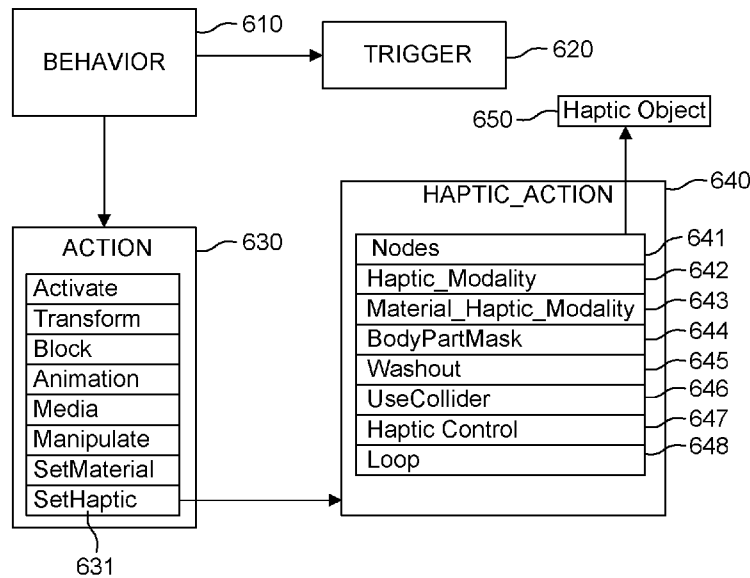 BEHAVIOR
610
TRIGGER
620
650
Haptic Object
ACTION
630
Activate
Transform
Block
Animation
Media
Manipulate
SetMaterial
SetHaptic
631
HAPTIC_ACTION
640
Nodes
641
Haptic_Modality
642
Material_Haptic_Modality
643
BodyPartMask
644
Washout
645
UseCollider
646
Haptic Control
647
Loop
648